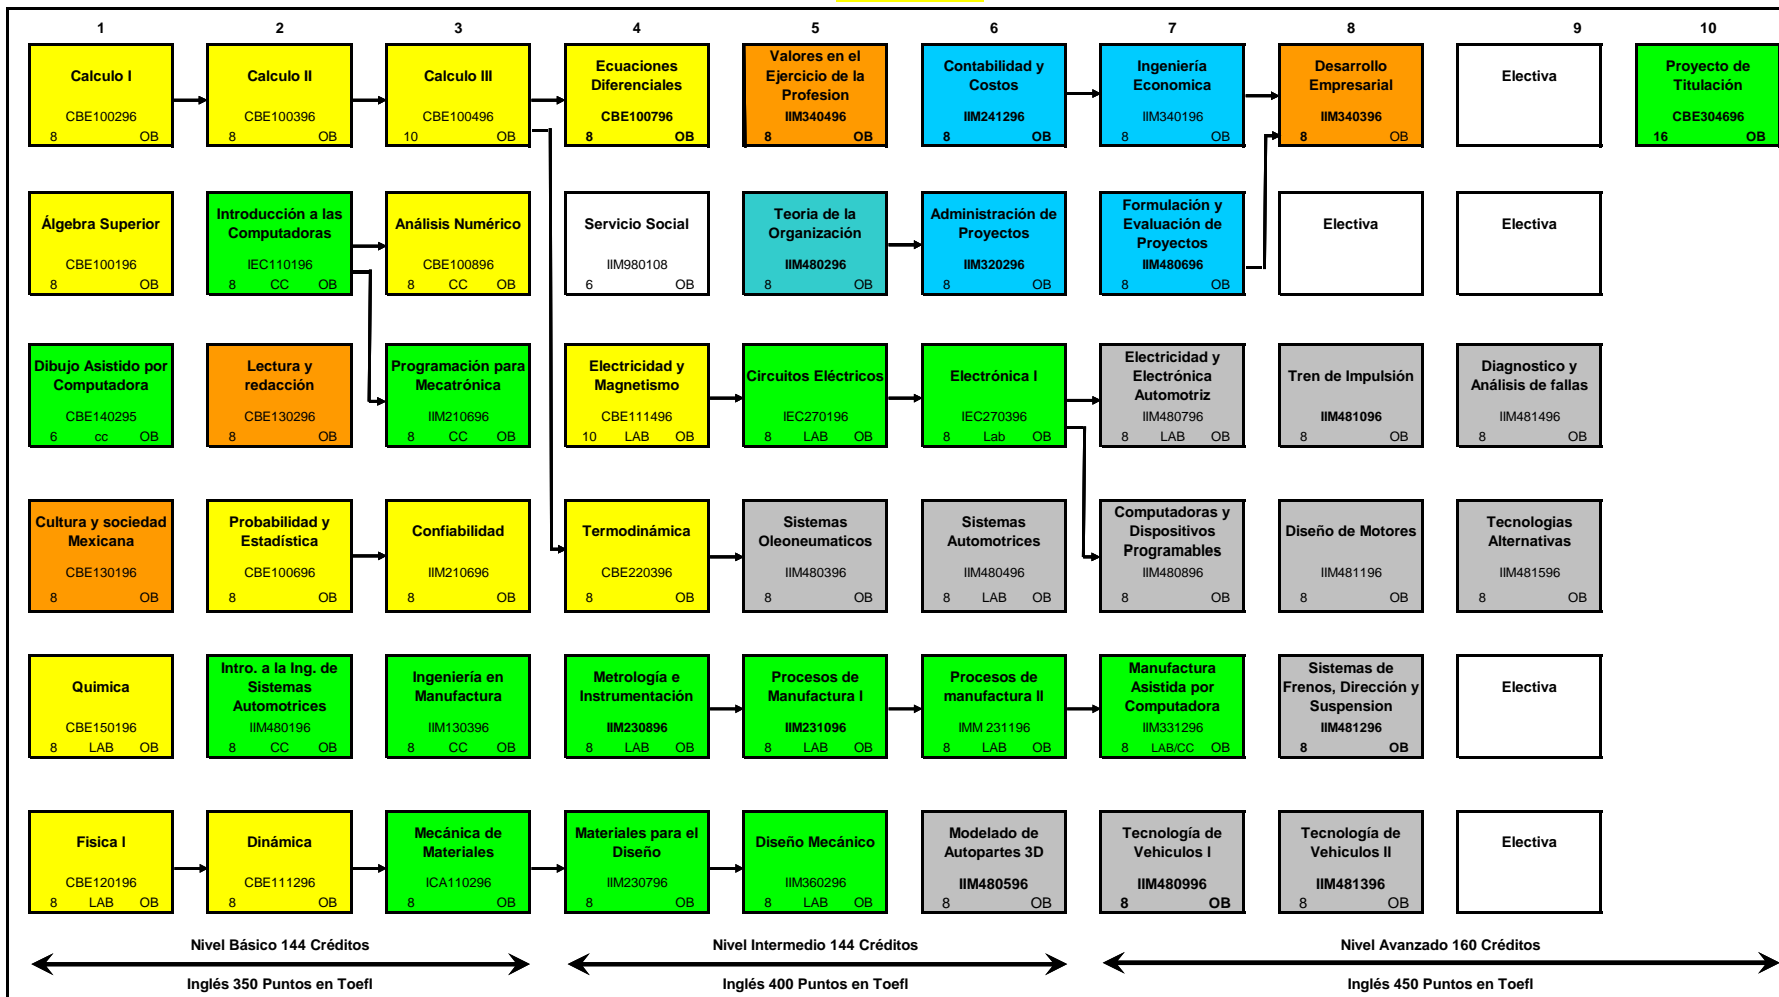 1 2 3 4 5 6 7 8 9 10
Calculo I
CBE100296
8 OB
Calculo II
CBE100396
8 OB
Calculo III
CBE100496
10 OB
Ecuaciones
Diferenciales
CBE100796
8 OB
Valores en el
Ejercicio de la
Profesion
IIM340496
8 OB
Contabilidad y
Costos
IIM241296
8 OB
Ingeniería
Economica
IIM340196
8 OB
Desarrollo
Empresarial
IIM340396
8 OB
Electiva
Proyecto de
Titulación
CBE304696
16 OB
Álgebra Superior
CBE100196
8 OB
Introducción a las
Computadoras
IEC110196
8 CC OB
Análisis Numérico
CBE100896
8 CC OB
Servicio Social
IIM980108
6 OB
Teoria de la
Organización
IIM480296
8 OB
Administración de
Proyectos
IIM320296
8 OB
Formulación y
Evaluación de
Proyectos
IIM480696
8 OB
Electiva
Electiva
Dibujo Asistido por
Computadora
CBE140295
6 cc OB
Lectura y
redacción
CBE130296
8 OB
Programación para
Mecatrónica
IIM210696
8 CC OB
Electricidad y
Magnetismo
CBE111496
10 LAB OB
Circuitos Eléctricos
IEC270196
8 LAB OB
Electrónica I
IEC270396
8 Lab OB
Electricidad y
Electrónica
Automotriz
IIM480796
8 LAB OB
Tren de Impulsión
IIM481096
8 OB
Diagnostico y
Análisis de fallas
IIM481496
8 OB
Cultura y sociedad
Mexicana
CBE130196
8 OB
Probabilidad y
Estadística
CBE100696
8 OB
Confiabilidad
IIM210696
8 OB
Termodinámica
CBE220396
8 OB
Sistemas
Oleoneumaticos
IIM480396
8 OB
Sistemas
Automotrices
IIM480496
8 LAB OB
Computadoras y
Dispositivos
Programables
IIM480896
8 OB
Diseño de Motores
IIM481196
8 OB
Tecnologias
Alternativas
IIM481596
8 OB
Quimica
CBE150196
8 LAB OB
Intro. a la Ing. de
Sistemas
Automotrices
IIM480196
8 CC OB
Ingeniería en
Manufactura
IIM130396
8 CC OB
Metrología e
Instrumentación
IIM230896
8 LAB OB
Procesos de
Manufactura I
IIM231096
8 LAB OB
Procesos de
manufactura II
IMM 231196
8 LAB OB
Manufactura
Asistida por
Computadora
IIM331296
8 LAB/CC OB
Sistemas de
Frenos, Dirección y
Suspension
IIM481296
8 OB
Electiva
Fisica I
CBE120196
8 LAB OB
Dinámica
CBE111296
8 OB
Mecánica de
Materiales
ICA110296
8 OB
Materiales para el
Diseño
IIM230796
8 OB
Diseño Mecánico
IIM360296
8 LAB OB
Modelado de
Autopartes 3D
IIM480596
8 OB
Tecnología de
Vehiculos I
IIM480996
8 OB
Tecnología de
Vehiculos II
IIM481396
8 OB
Electiva
Nivel Básico 144 Créditos
Nivel Intermedio 144 Créditos
Nivel Avanzado 160 Créditos
Inglés 350 Puntos en Toefl
Inglés 400 Puntos en Toefl
Inglés 450 Puntos en Toefl